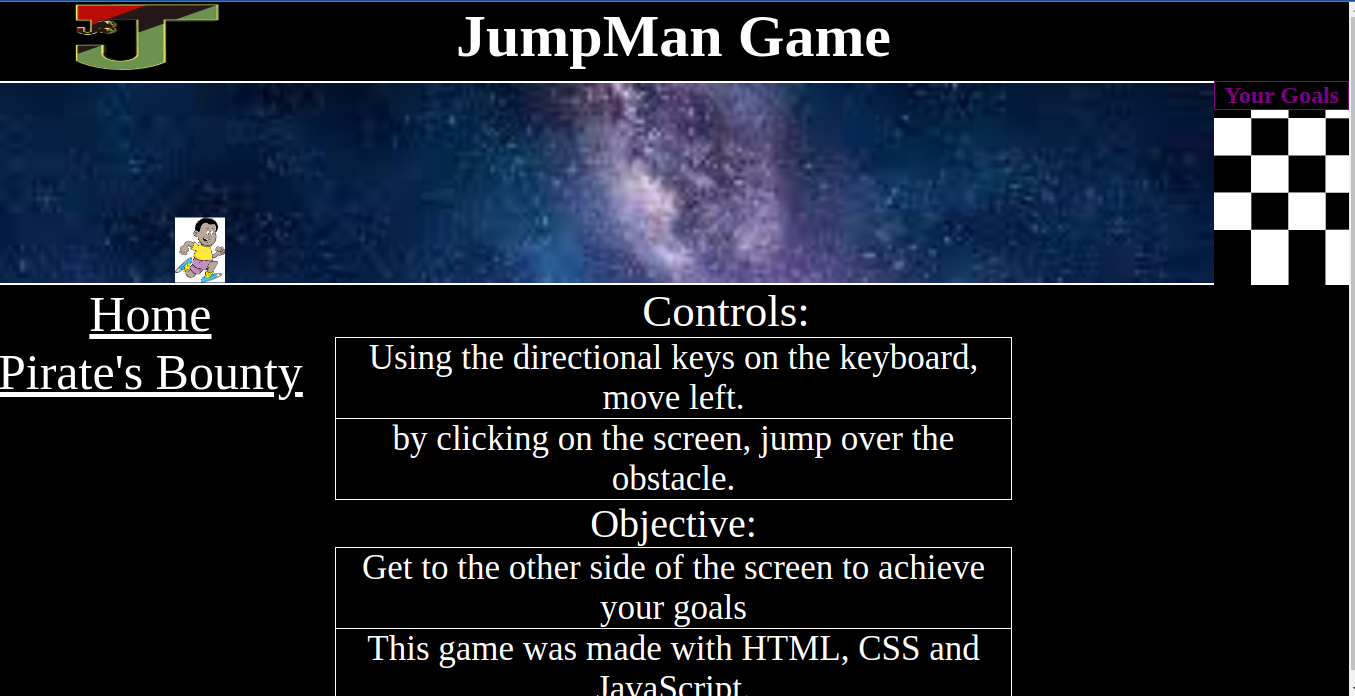 JS
JumpMan Game
Your Goals
Home
Pirate's Bounty
Controls:
Using the directional keys on the keyboard,
move left.
by clicking on the screen, jump over the
obstacle.
Objective:
Get to the other side of the screen to achieve
your goals
This game was made with HTML, CSS and
JavaScript.